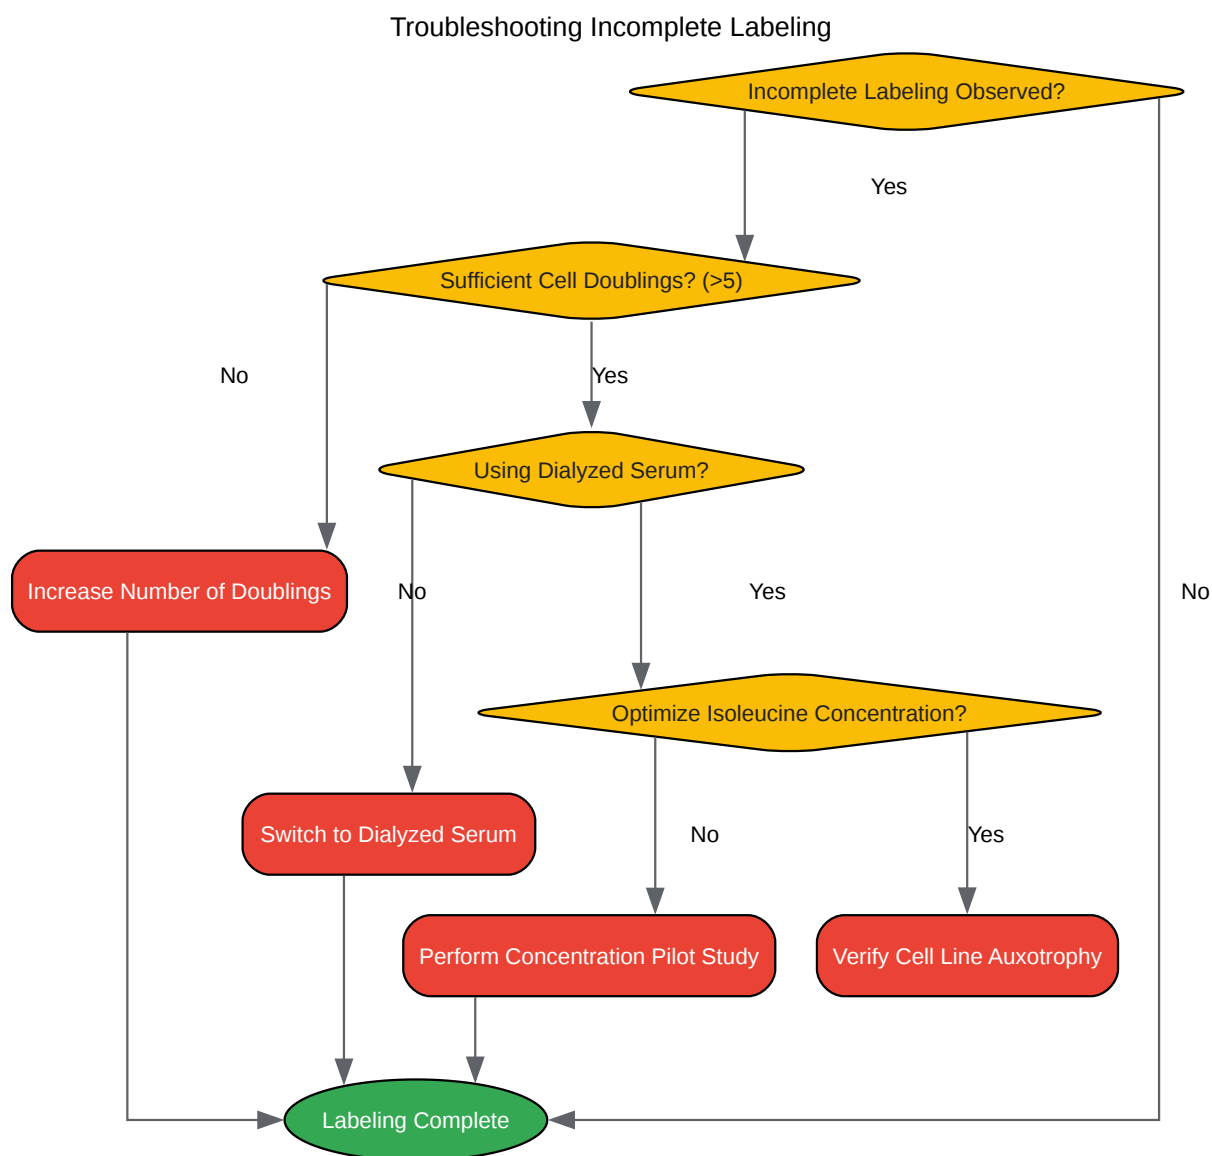 Troubleshooting Incomplete Labeling
Incomplete Labeling Observed?
Yes
Sufficient Cell Doublings? (>5)
No
Yes
Using Dialyzed Serum?
Increase Number of Doublings
No
Yes
No
Optimize Isoleucine Concentration?
Switch to Dialyzed Serum
No
Yes
Perform Concentration Pilot Study
Verify Cell Line Auxotrophy
Labeling Complete